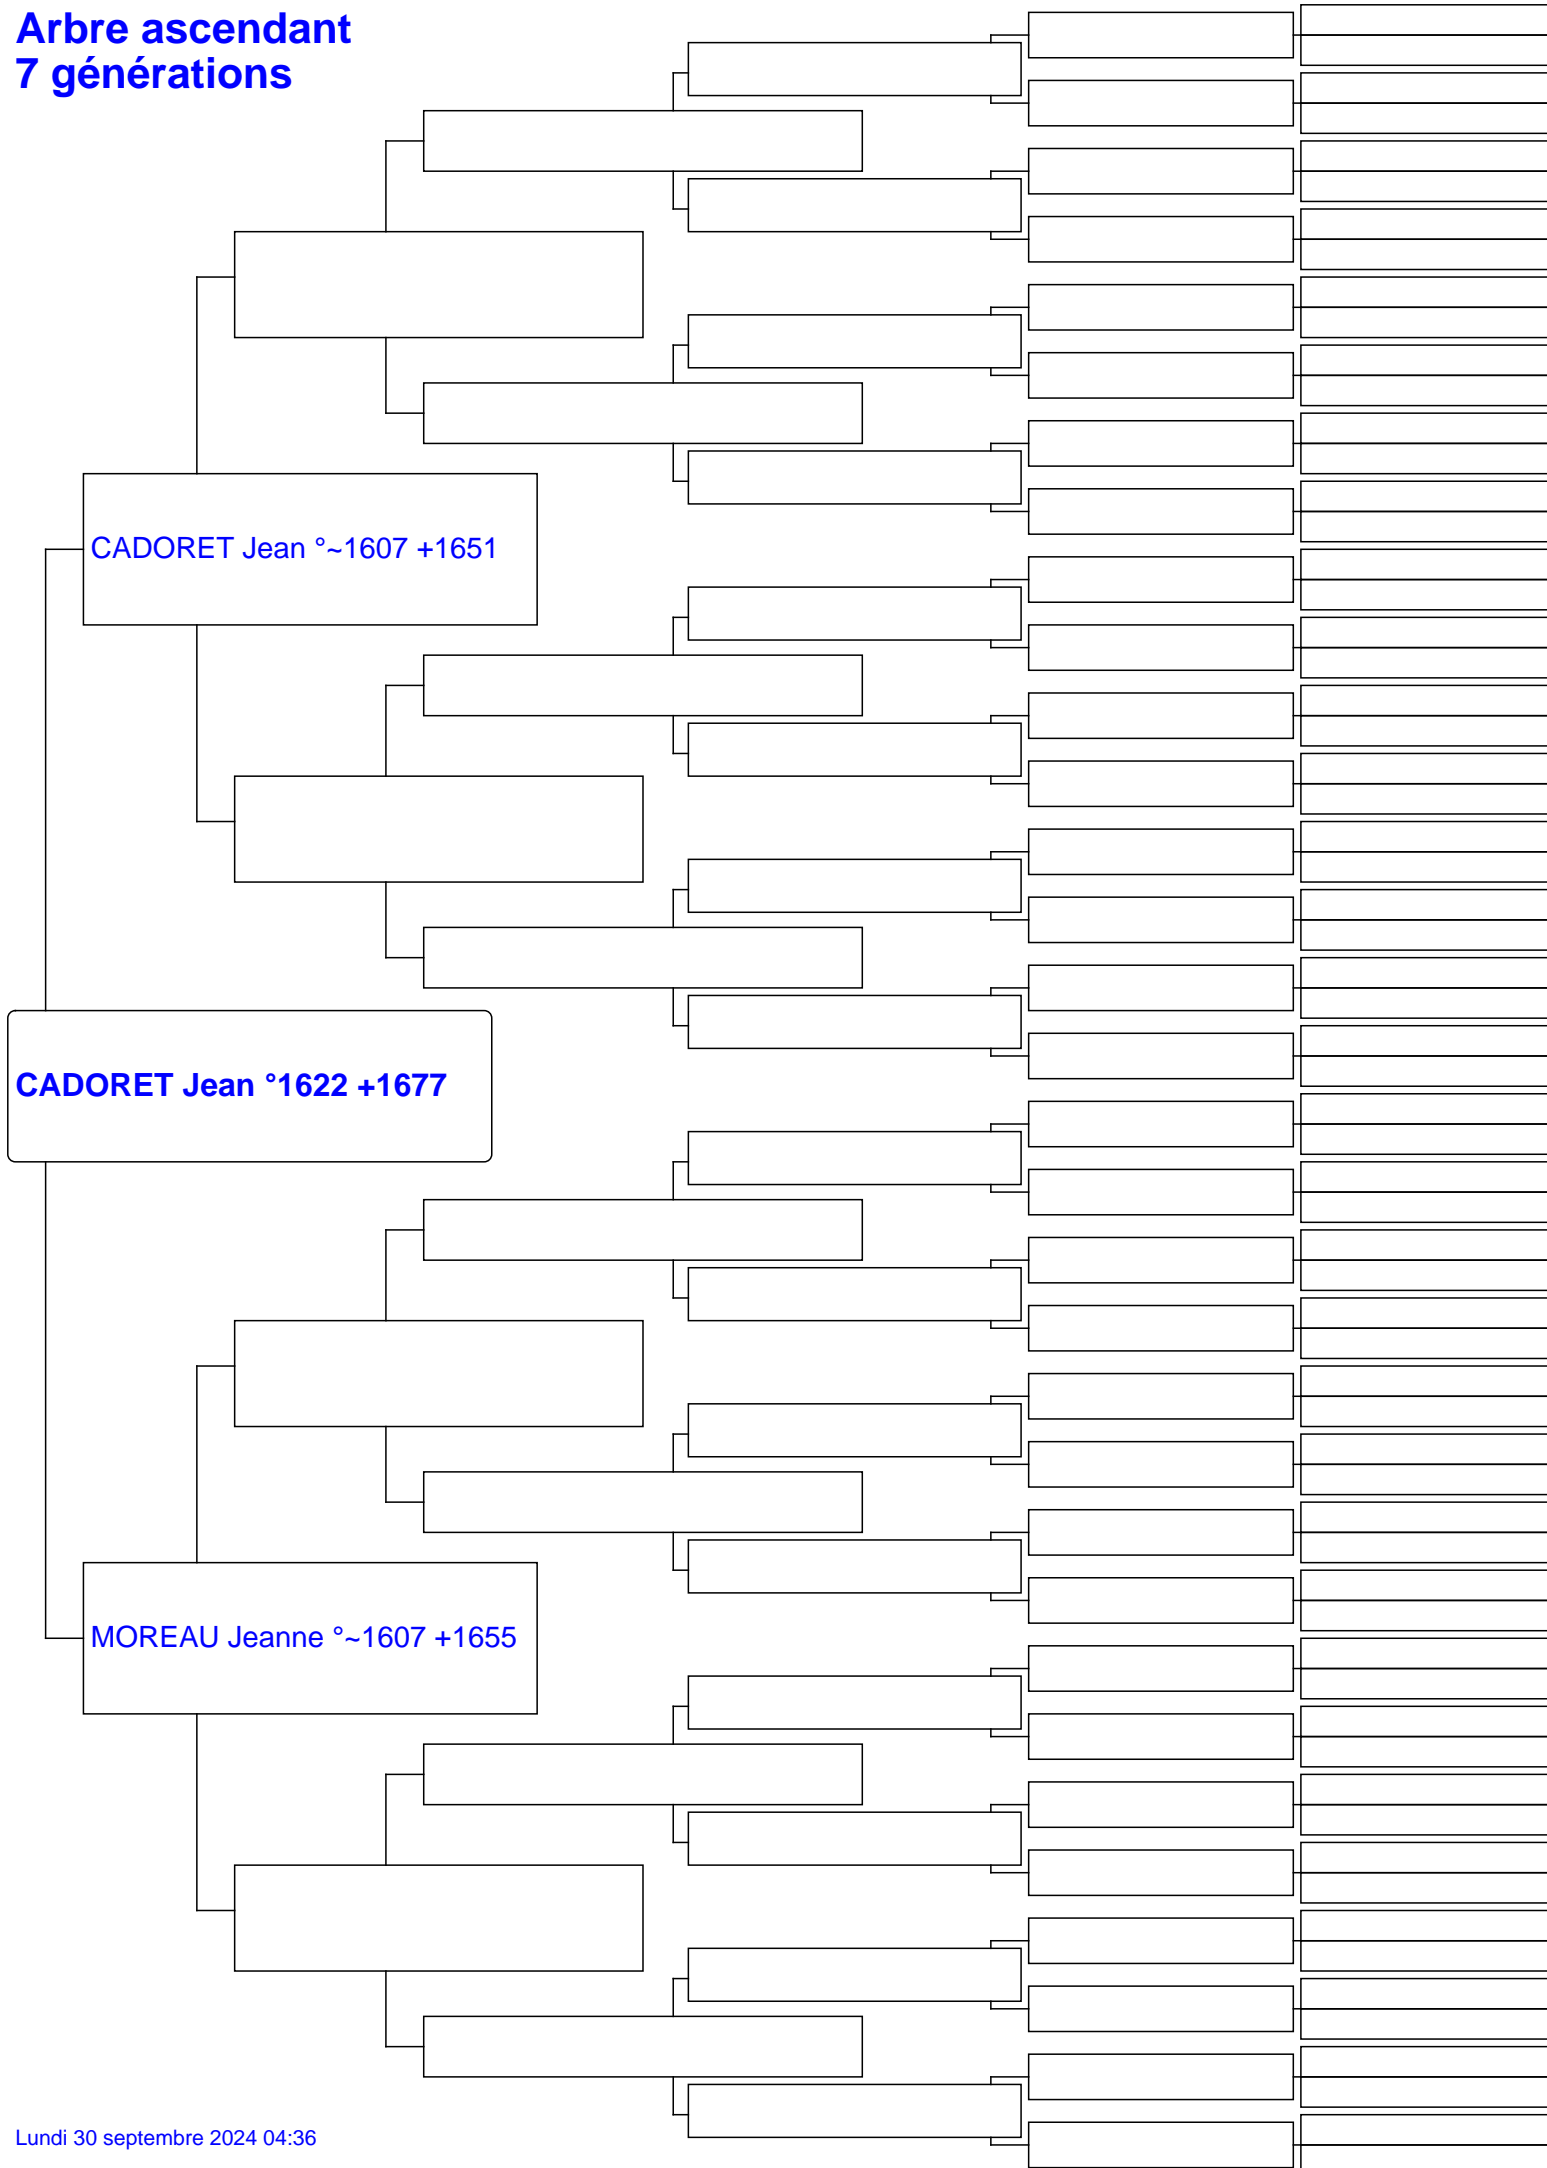 Arbre ascendant
7 générations
CADORET Jean °~1607 +1651
CADORET Jean °1622 +1677
MOREAU Jeanne °~1607 +1655
Lundi 30 septembre 2024 04:36